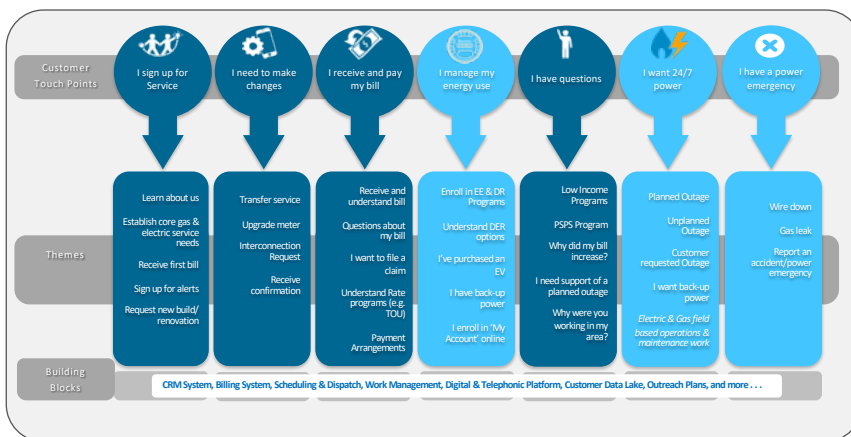 Customer
Touch Points
I sign up for
Service
I need to make
changes
I receive and pay
my bill
I manage my
energy use
I have questions
I want 24/7
power
I have a power
emergency
Themes
Learn about us
Establish core gas &
electric service
needs
Receive first bill
Sign up for alerts
Request new build/
renovation
Transfer service
Upgrade meter
Interconnection
Request
Receive
confirmation
Receive and
understand bill
Questions about
my bill
I want to file a
claim
Understand Rate
programs (e.g.
TOU)
Payment
Arrangements
Enroll in EE & DR
Programs
Understand DER
options
I've purchased an
EV
I have back-up
power
I enroll in 'My
Account' online
Low Income
Programs
PSPS Program
Why did my bill
increase?
I need support of a
planned outage
Why were you
working in my
area?
Planned Outage
Unplanned
Outage
Customer
requested Outage
I want back-up
power
Electric & Gas field
based operations &
maintenance work
Wire down
Gas leak
Report an
accident/power
emergency
Building
Blocks
CRM System, Billing System, Scheduling & Dispatch, Work Management, Digital & Telephonic Platform, Customer Data Lake, Outreach Plans, and more . . .